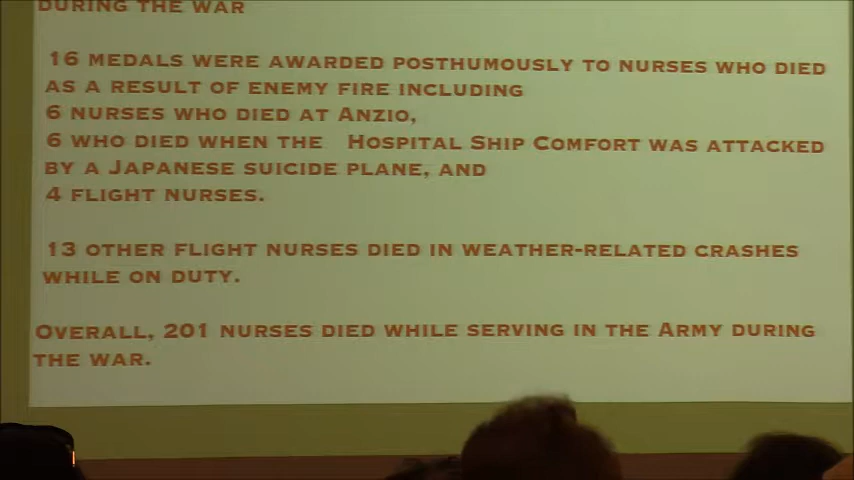 DURING THE WAR
16 MEDALS WERE AWARDED POSTHUMOUSLY TO NURSES WHO DIED
AS A RESULT OF ENEMY FIRE INCLUDING
6 NURSES WHO DIED AT ANZIO,
6 WHO DIED WHEN THE HOSPITAL SHIP COMFORT WAS ATTACKED
BY A JAPANESE SUICIDE PLANE, AND
4 FLIGHT NURSES.
13 OTHER FLIGHT NURSES DIED IN WEATHER-RELATED CRASHES
WHILE ON DUTY.
OVERALL, 201 NURSES DIED WHILE SERVING IN THE ARMY DURING
THE WAR.